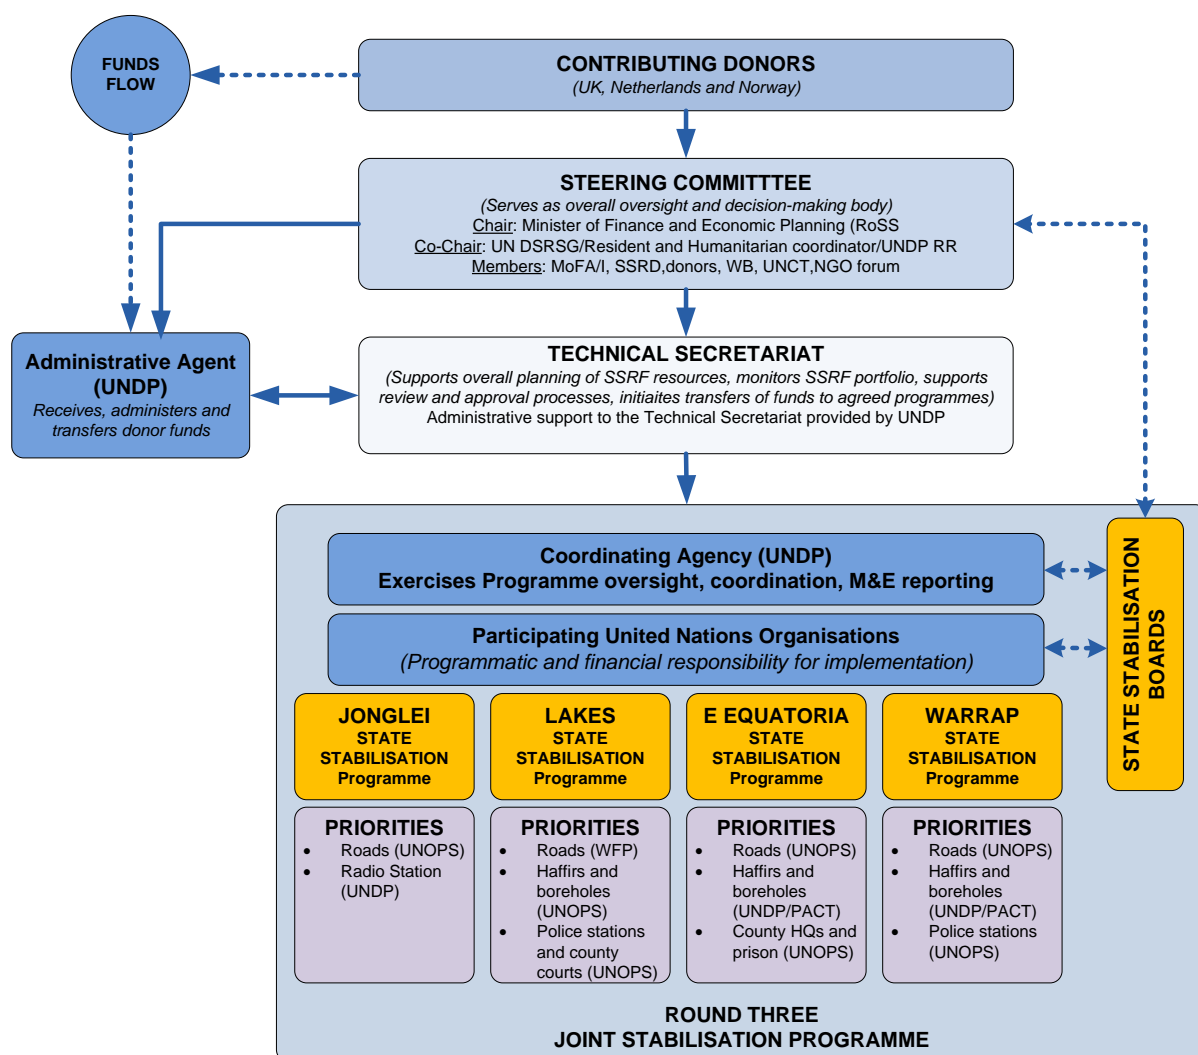 FUNDS
FLOW
CONTRIBUTING DONORS
(UK, Netherlands and Norway)
STEERING COMMITTTEE
(Serves as overall oversight and decision-making body)
Chair: Minister of Finance and Economic Planning (RoSS
Co-Chair: UN DSRSG/Resident and Humanitarian coordinator/UNDP RR
Members: MoFA/I, SSRD,donors, WB, UNCT,NGO forum
Administrative Agent
(UNDP)
Receives, administers and
transfers donor funds
TECHNICAL SECRETARIAT
(Supports overall planning of SSRF resources, monitors SSRF portfolio, supports
review and approval processes, initiaites transfers of funds to agreed programmes)
Administrative support to the Technical Secretariat provided by UNDP
Coordinating Agency (UNDP)
Exercises Programme oversight, coordination, M&E reporting
Participating United Nations Organisations
(Programmatic and financial responsibility for implementation)
STATE STABILISATION
BOARDS
JONGLEI
STATE
STABILISATION
Programme
LAKES
STATE
STABILISATION
Programme
E EQUATORIA
STATE
STABILISATION
Programme
WARRAP
STATE
STABILISATION
Programme
PRIORITIES
• Roads (UNOPS)
• Radio Station
(UNDP)
PRIORITIES
• Roads (WFP)
• Haffirs and
boreholes
(UNOPS)
• Police stations
and county
courts (UNOPS)
PRIORITIES
• Roads (UNOPS)
• Haffirs and
boreholes
(UNDP/PACT)
• County HQs and
prison (UNOPS)
PRIORITIES
• Roads (UNOPS)
• Haffirs and
boreholes
(UNDP/PACT)
• Police stations
(UNOPS)
ROUND THREE
JOINT STABILISATION PROGRAMME